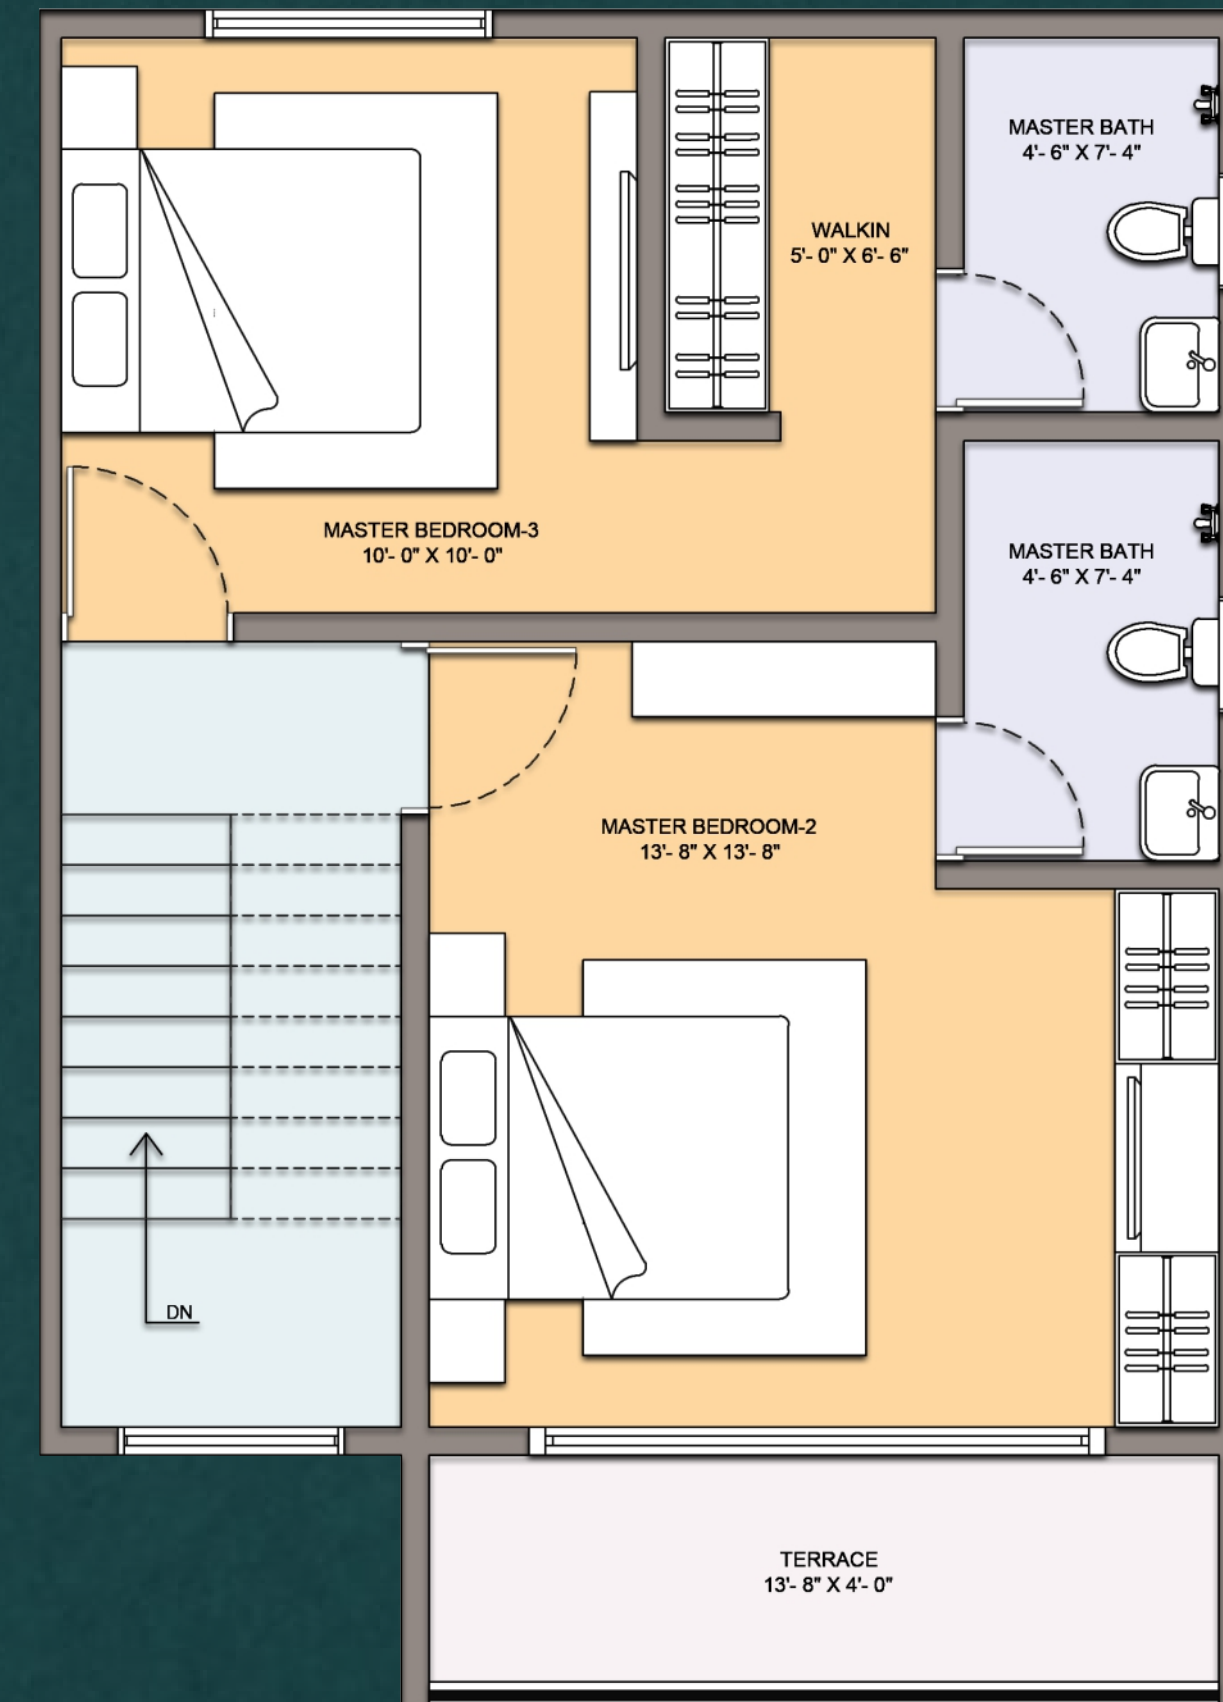 MASTER BATH
4'- 6" X 7'- 4"
WALKIN
5'- 0" X 6'- 6"
MASTER BEDROOM-3
10'- 0" X 10'- 0"
MASTER BATH
4'- 6" X 7'- 4"
MASTER BEDROOM-2
13'- 8" X 13'- 8"
DN
TERRACE
13'- 8" X 4'- 0"